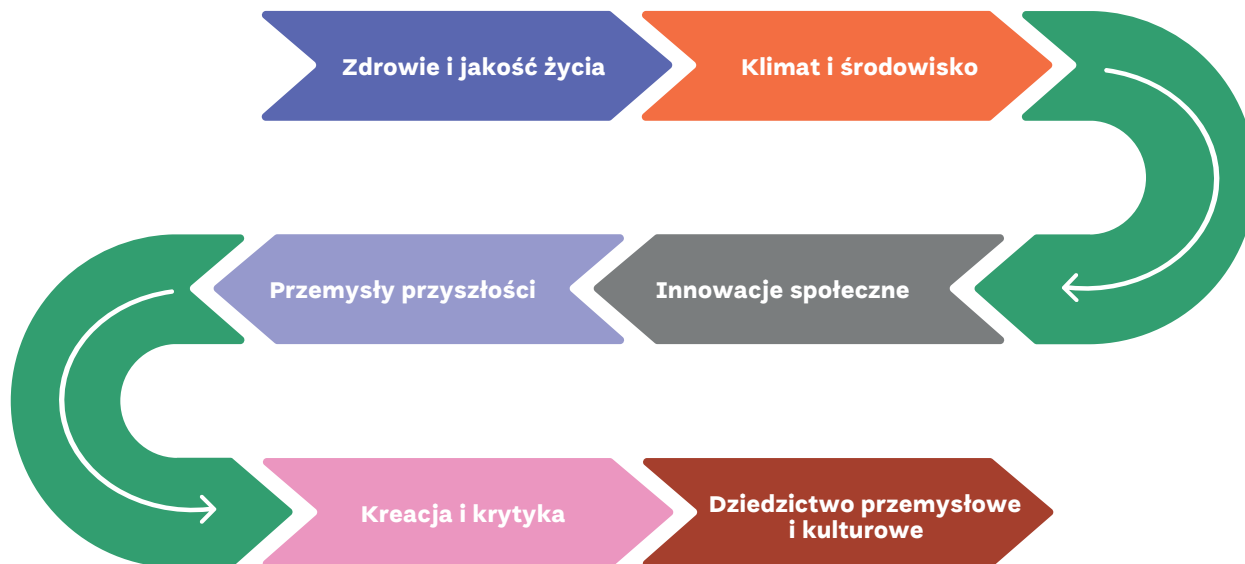 Zdrowie i jakość życia
Klimat i środowisko
Innowacje społeczne
Przemysły przyszłości
Kreacja i krytyka
Dziedzictwo przemysłowe
i kulturowe